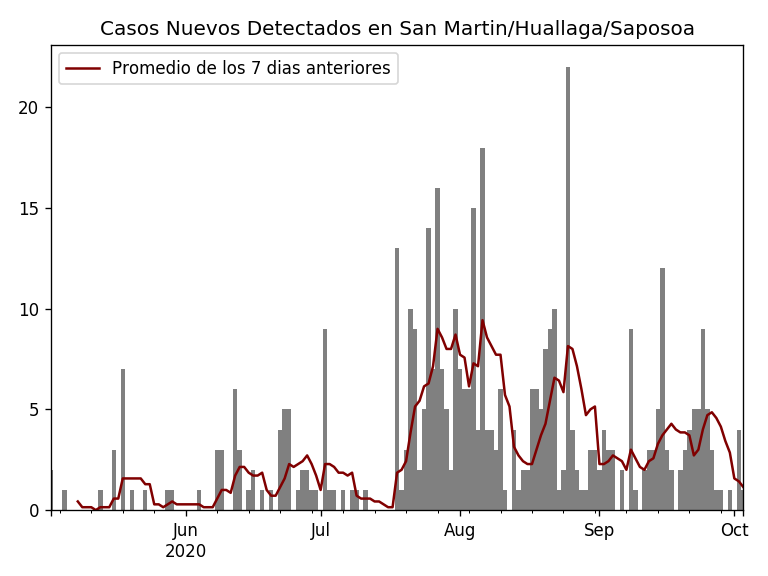 Casos Nuevos Detectados en San Martin/Huallaga/Saposoa
Promedio de los 7 dias anteriores
20
15
10
5
0
Jun Jul Aug Sep Oct
2020